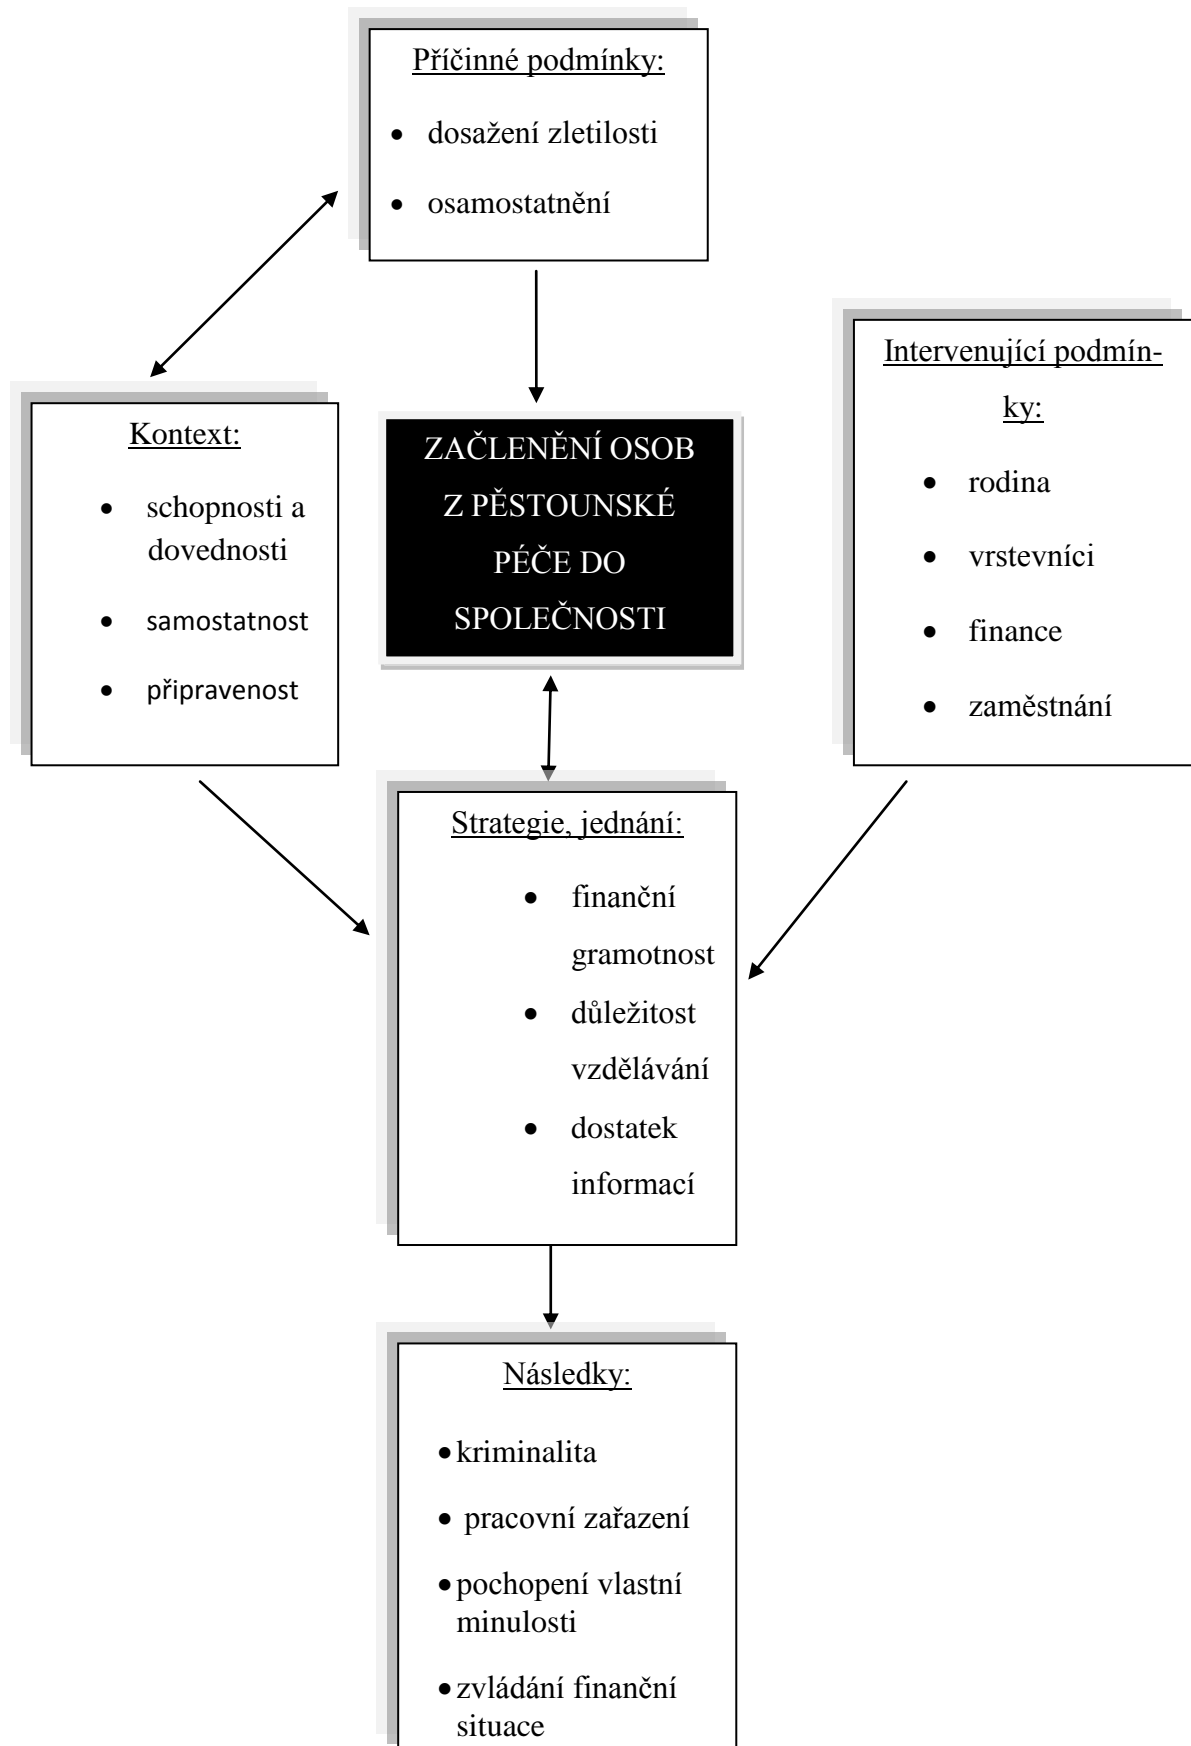 Příčinné podmínky:
• dosažení zletilosti
• osamostatnění
Kontext:
• schopnosti a
dovednosti
• samostatnost
• připravenost
ZAČLENĚNÍ OSOB
Z PĚSTOUNSKÉ
PÉČE DO
SPOLEČNOSTI
Intervenující podmín-
ky:
• rodina
• vrstevníci
• finance
• zaměstnání
Strategie, jednání:
• finanční
gramotnost
• důležitost
vzdělávání
• dostatek
informací
Následky:
• kriminalita
• pracovní zařazení
• pochopení vlastní
minulosti
• zvládání finanční
situace